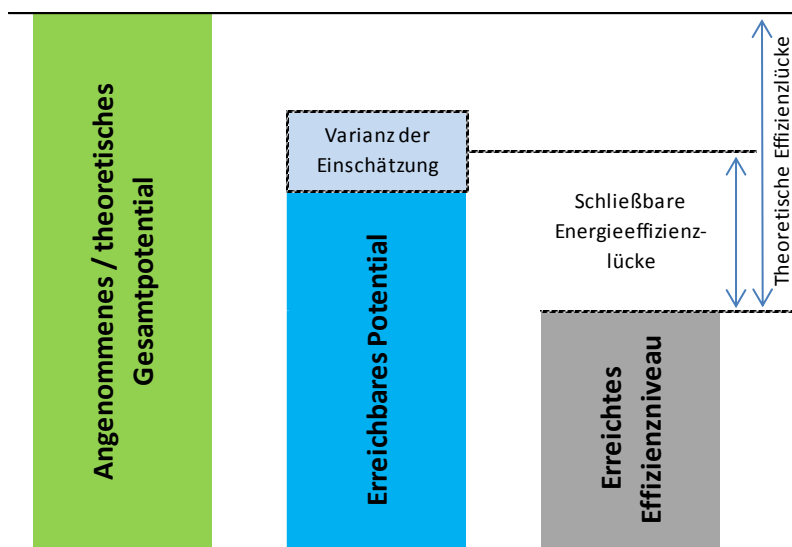 Angenommenes / theoretisches
Gesamtpotential
Varianz der
Einschätzung
Erreichbares Potential
Schließbare
Energieeffizienz-
lücke
Theoretische Effizienzlücke
Erreichtes
Effizienzniveau